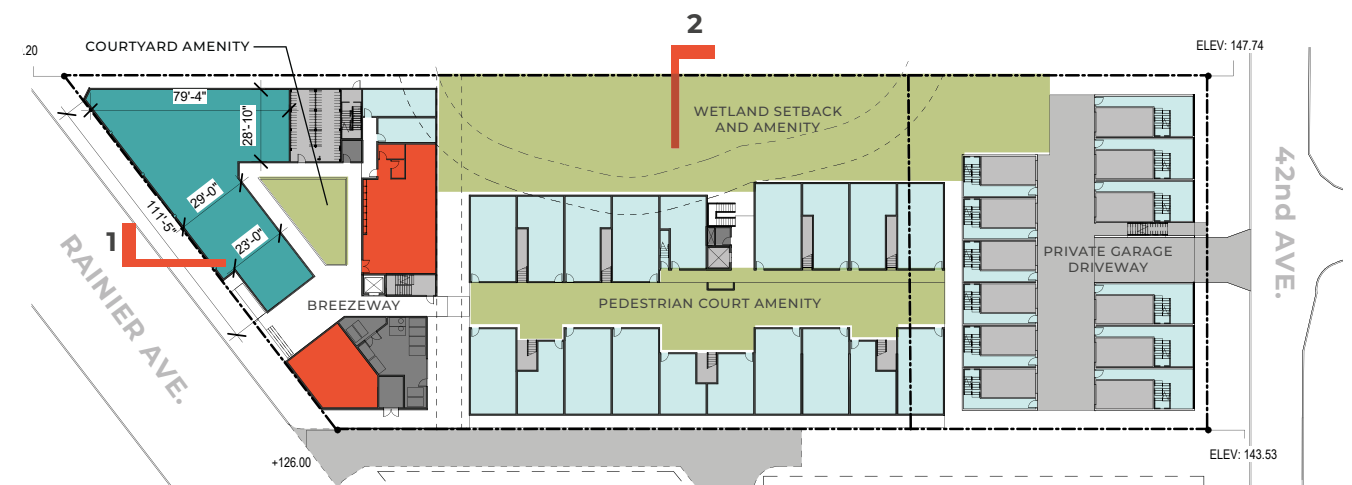 2
.20
COURTYARD AMENITY
ELEV: 147.74
79'-4"
28'-10"
WETLAND SETBACK
AND AMENITY
29'-0"
111'-5"
23'-0"
1
RAINIER AVE.
BREEZEWAY
PEDESTRIAN COURT AMENITY
PRIVATE GARAGE
DRIVEWAY
42nd AVE.
+126.00
ELEV: 143.53